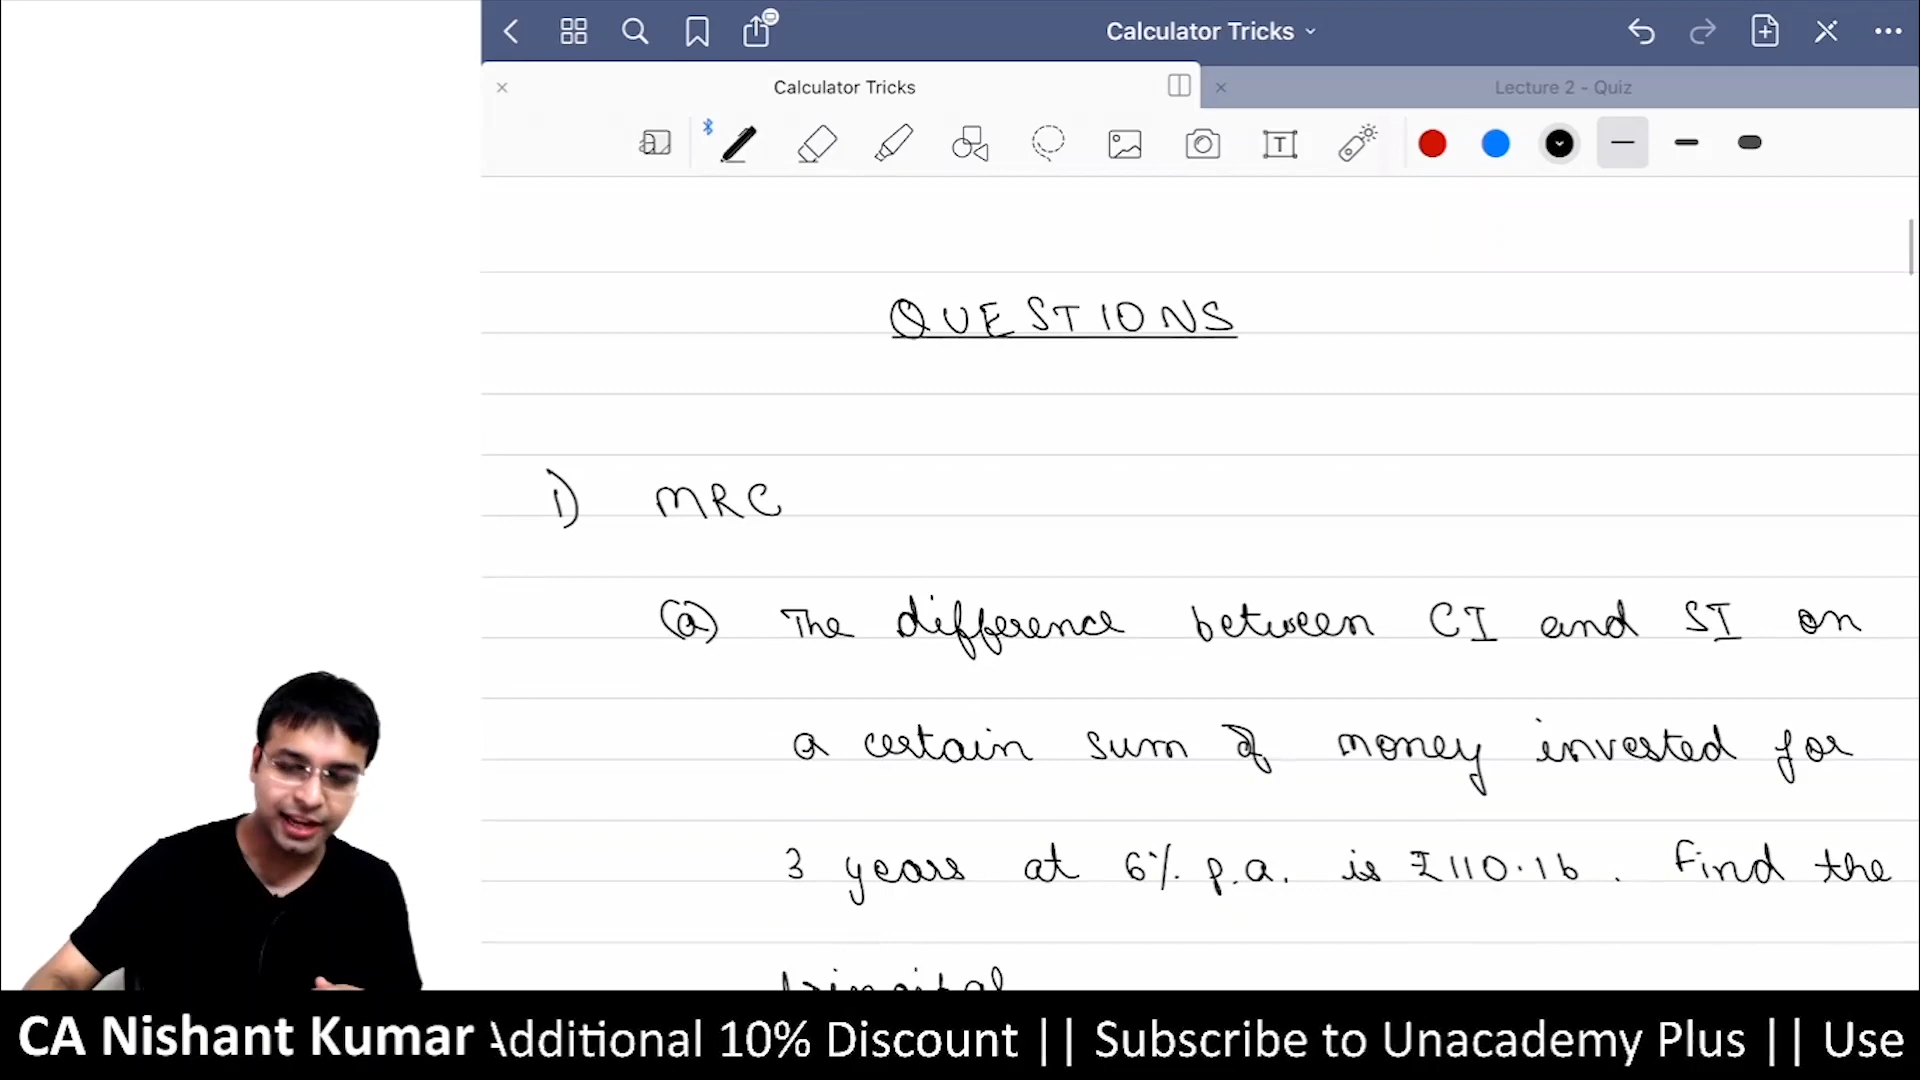 Calculator Tricks
Calculator Tricks
Lecture 2 - Quiz
QUESTIONS
1) MRC
(a) The difference between CI and SI on
a certain sum of money invested for
3 years at 6% p.a. is ₹110.16. Find the
principal
CA Nishant Kumar
Additional 10% Discount || Subscribe to Unacademy Plus || Use